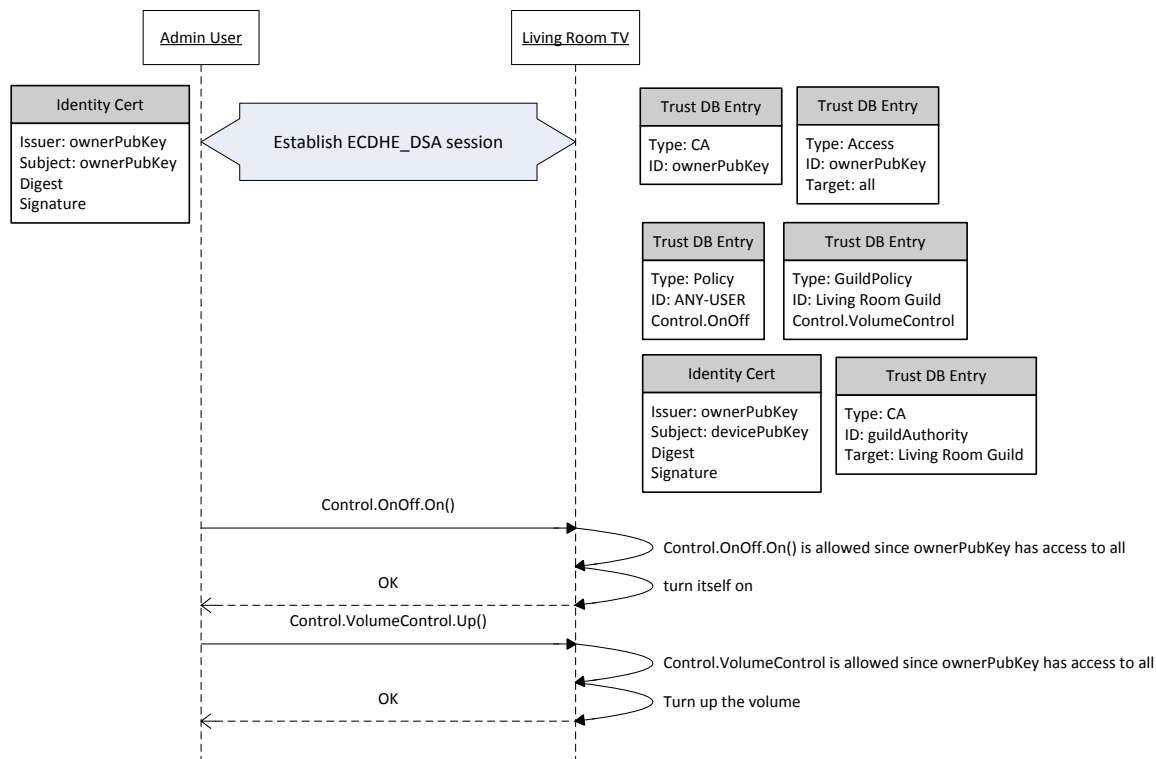 Admin User
Living Room TV
Identity Cert
Issuer: ownerPubKey
Subject: ownerPubKey
Digest
Signature
Establish ECDHE_DSA session
Trust DB Entry
Type: CA
ID: ownerPubKey
Trust DB Entry
Type: Access
ID: ownerPubKey
Target: all
Trust DB Entry
Type: Policy
ID: ANY-USER
Control.OnOff
Trust DB Entry
Type: GuildPolicy
ID: Living Room Guild
Control.VolumeControl
Identity Cert
Issuer: ownerPubKey
Subject: devicePubKey
Digest
Signature
Trust DB Entry
Type: CA
ID: guildAuthority
Target: Living Room Guild
Control.OnOff.On()
Control.OnOff.On() is allowed since ownerPubKey has access to all
turn itself on
OK
Control.VolumeControl.Up()
Control.VolumeControl is allowed since ownerPubKey has access to all
Turn up the volume
OK